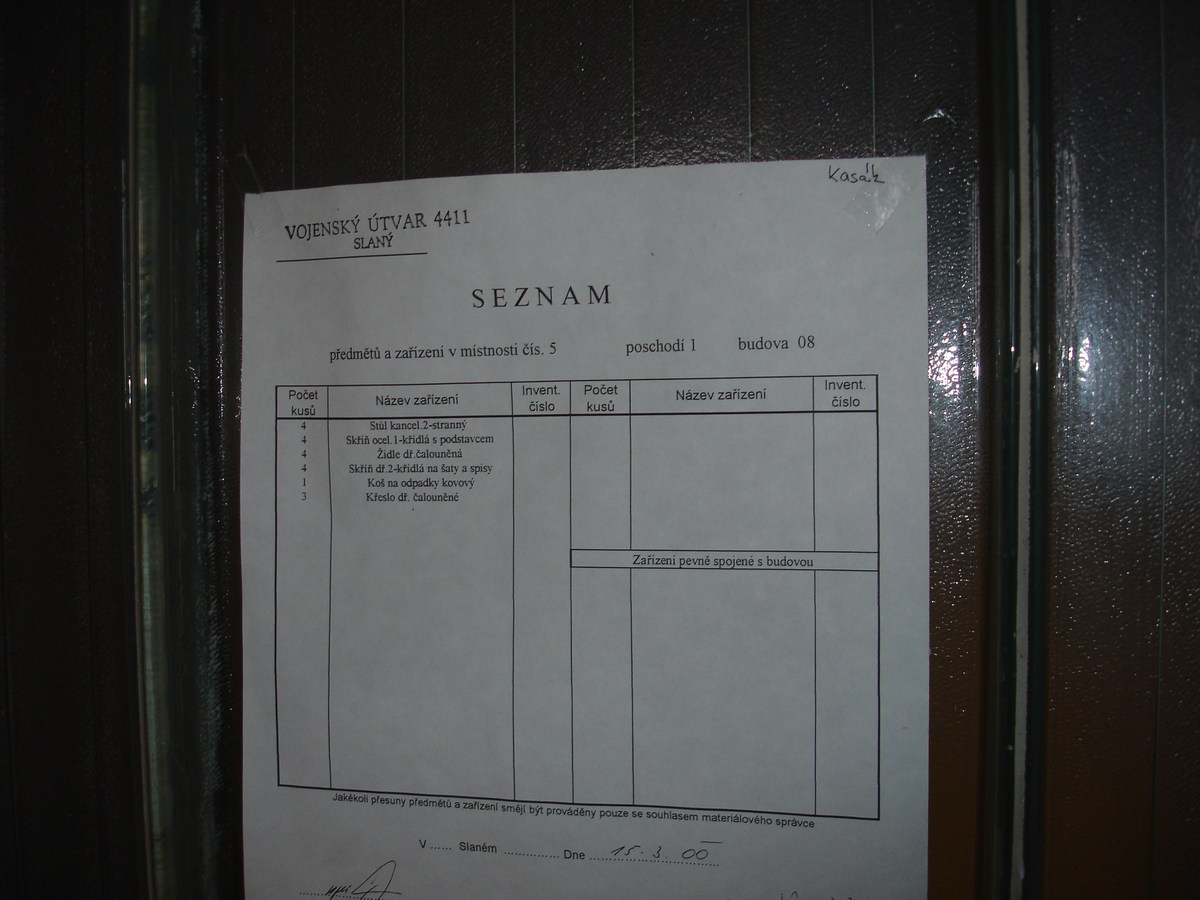 Kasák
VOJENSKÝ ÚTVAR 4411
SLANÝ
SEZNAM
předmětů a zařízení v místnosti čís. 5 poschodí 1 budova 08
Počet kusů Název zařízení Invent. číslo Počet kusů Název zařízení Invent. číslo
4 Stůl kancel.2-stranný
4 Skříň ocel.1-křídlá s podstavcem
4 Židle dř.čalouněná
4 Skříň dř.2-křídlá na šaty a spisy
1 Koš na odpadky kovový
3 Křeslo dř. čalouněné
Zařízení pevně spojené s budovou
Jakékoli přesuny předmětů a zařízení smějí být prováděny pouze se souhlasem materiálového správce
V ...... Slaném .............. Dne ..15.3.00